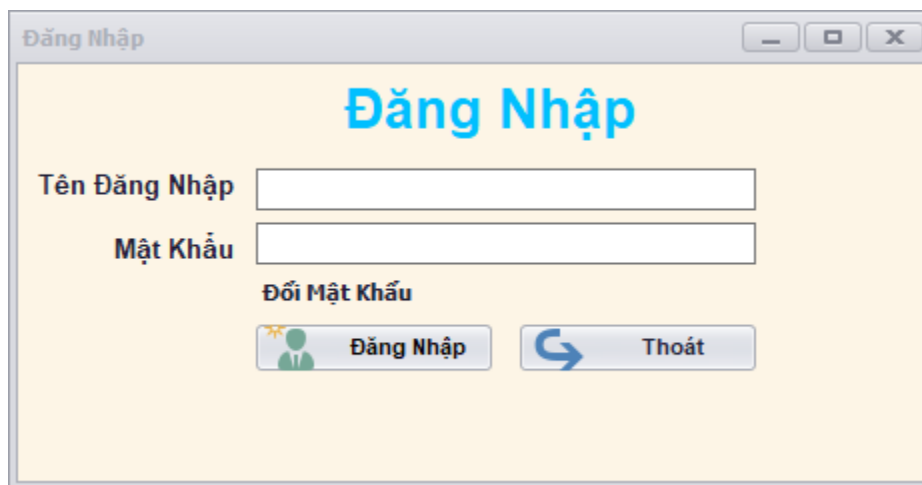 Đăng Nhập
Đăng Nhập
Tên Đăng Nhập
Mật Khẩu
Đổi Mật Khẩu
Đăng Nhập Thoát